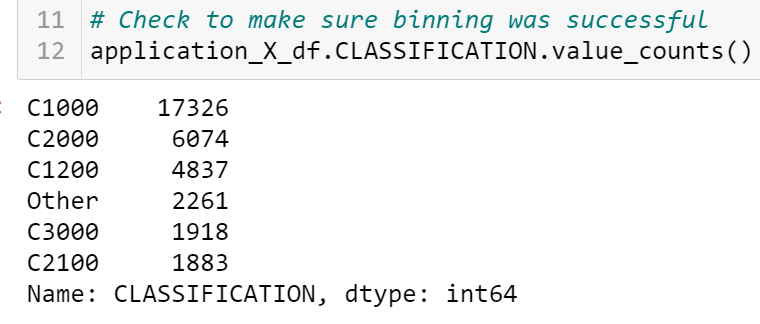 11 # Check to make sure binning was successful
12 application_X_df.CLASSIFICATION.value_counts()
: C1000    17326
C2000     6074
C1200     4837
Other     2261
C3000     1918
C2100     1883
Name: CLASSIFICATION, dtype: int64